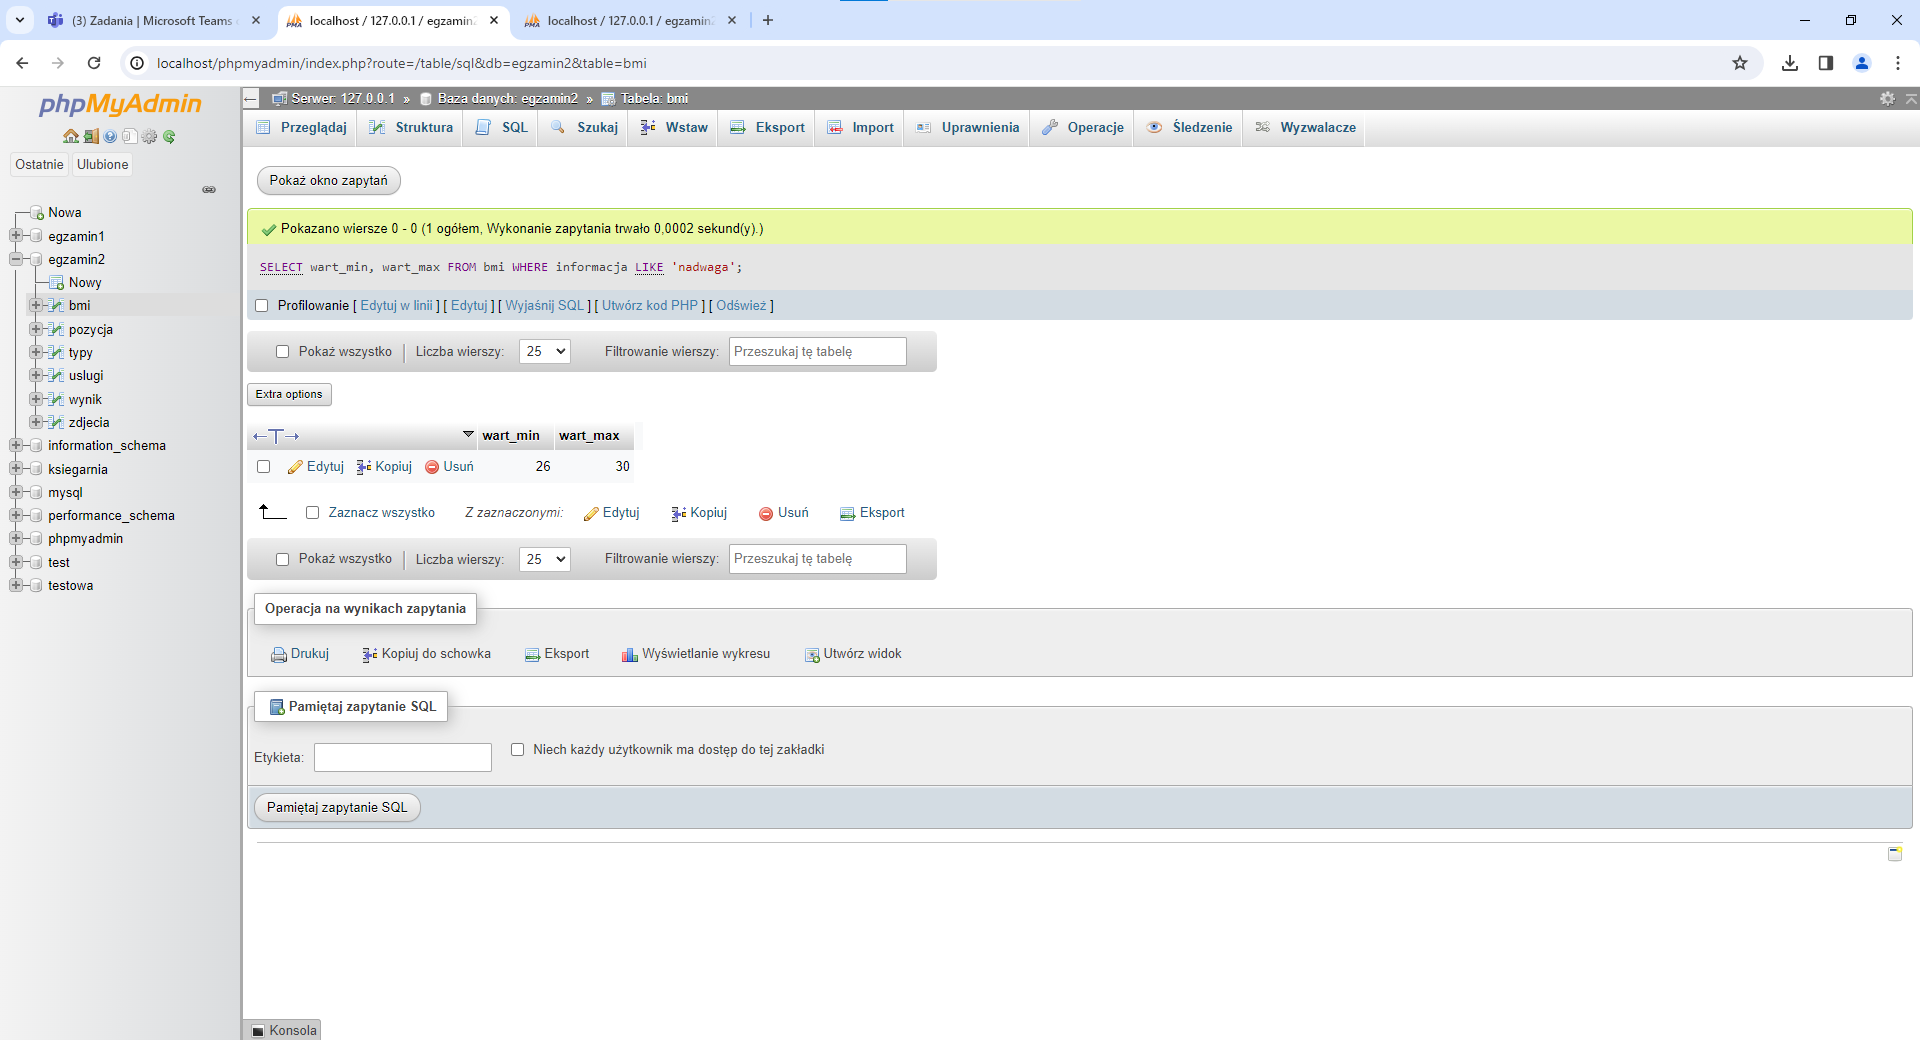 (3) Zadania | Microsoft Teams
localhost / 127.0.0.1 / egzamin2
localhost / 127.0.0.1 / egzamin2
localhost/phpmyadmin/index.php?route=/table/sql&db=egzamin2&table=bmi
phpMyAdmin
Ostatnie
Ulubione
Nowa
egzamin1
egzamin2
Nowy
bmi
pozycja
typy
uslugi
wynik
zdjecia
information_schema
ksiegarnia
mysql
performance_schema
phpmyadmin
test
testowa
Serwer: 127.0.0.1 » Baza danych: egzamin2 » Tabela: bmi
Przeglądaj Struktura SQL Szukaj Wstaw Eksport Import Uprawnienia Operacje Śledzenie Wyzwalacze
Pokaż okno zapytań
Pokazano wiersze 0 - 0 (1 ogółem, Wykonanie zapytania trwało 0,0002 sekund(y).)
SELECT wart_min, wart_max FROM bmi WHERE informacja LIKE 'nadwaga';
Profilowanie [ Edytuj w linii ] [ Edytuj ] [ Wyjaśnij SQL ] [ Utwórz kod PHP ] [ Odśwież ]
Pokaż wszystko | Liczba wierszy: 25 Filtrowanie wierszy: Przeszukaj tę tabelę
Extra options
←T→ wart_min wart_max
Edytuj Kopiuj Usuń 26 30
Zaznacz wszystko Z zaznaczonymi: Edytuj Kopiuj Usuń Eksport
Pokaż wszystko | Liczba wierszy: 25 Filtrowanie wierszy: Przeszukaj tę tabelę
Operacja na wynikach zapytania
Drukuj Kopiuj do schowka Eksport Wyświetlanie wykresu Utwórz widok
Pamiętaj zapytanie SQL
Etykieta: Niech każdy użytkownik ma dostęp do tej zakładki
Pamiętaj zapytanie SQL
Konsola